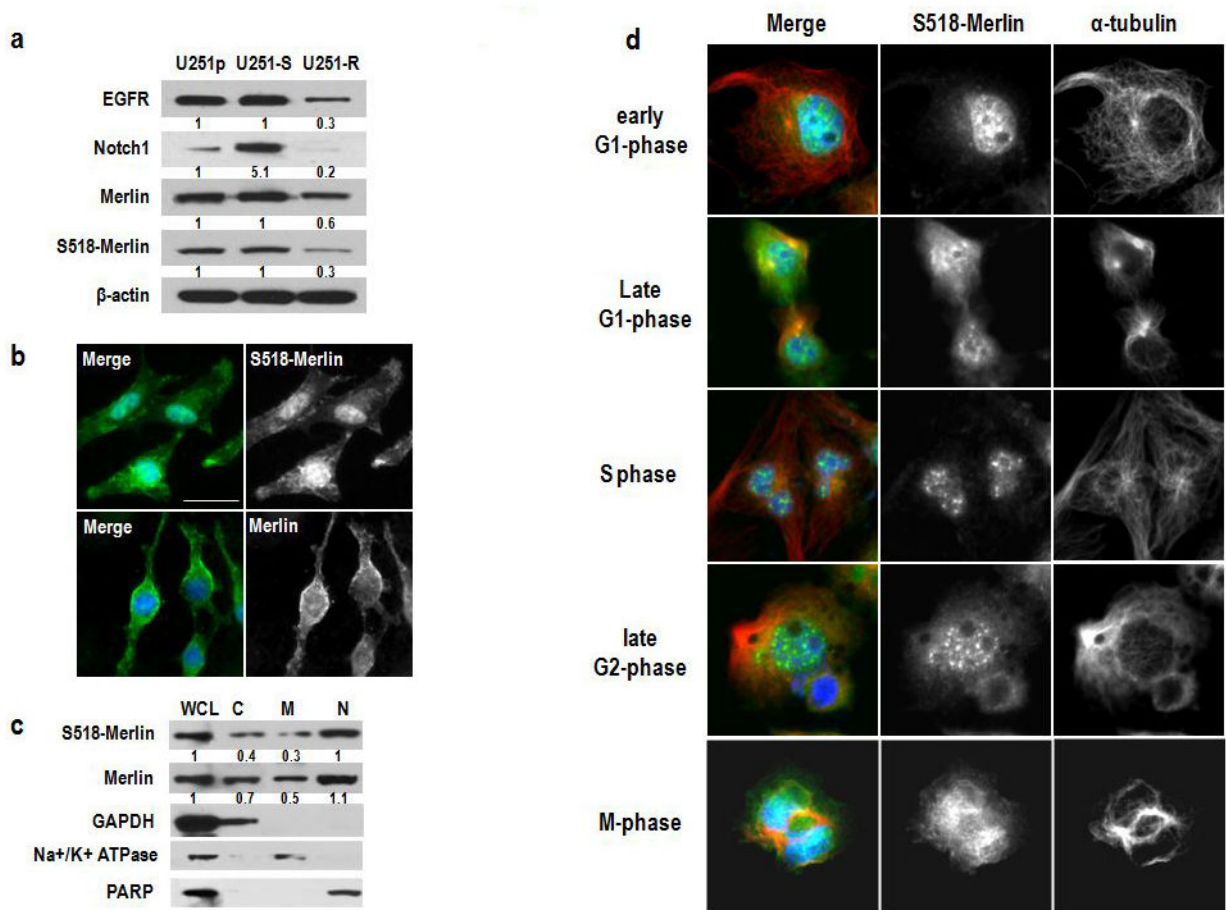 a
U251p U251-S U251-R
EGFR
1 1 0.3
Notch1
1 5.1 0.2
Merlin
1 1 0.6
S518-Merlin
1 1 0.3
β-actin
b
Merge
S518-Merlin
Merge
Merlin
c
WCL C M N
S518-Merlin
1 0.4 0.3 1
Merlin
1 0.7 0.5 1.1
GAPDH
Na+/K+ ATPase
PARP
d
Merge S518-Merlin α-tubulin
early
G1-phase
Late
G1-phase
S phase
late
G2-phase
M-phase